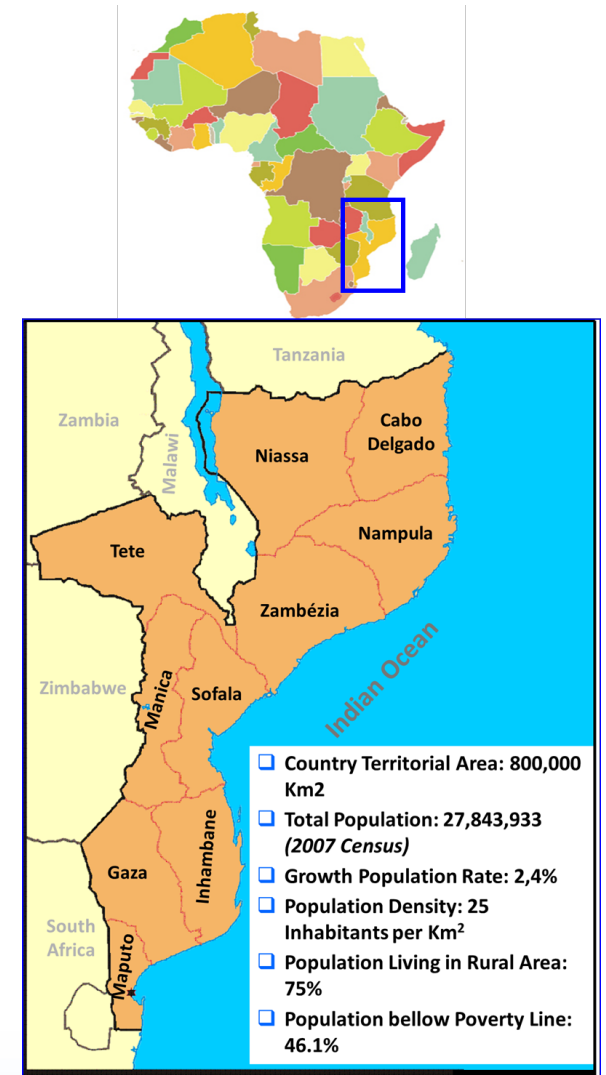 Tanzania
Zambia
Malawi
Cabo
Delgado
Niassa
Nampula
Tete
Zambézia
Zimbabwe
Manica
Sofala
Indian Ocean
Gaza
Inhambane
South
Africa
Maputo
Country Territorial Area: 800,000
Km2
Total Population: 27,843,933
(2007 Census)
Growth Population Rate: 2,4%
Population Density: 25
Inhabitants per Km²
Population Living in Rural Area:
75%
Population bellow Poverty Line:
46.1%